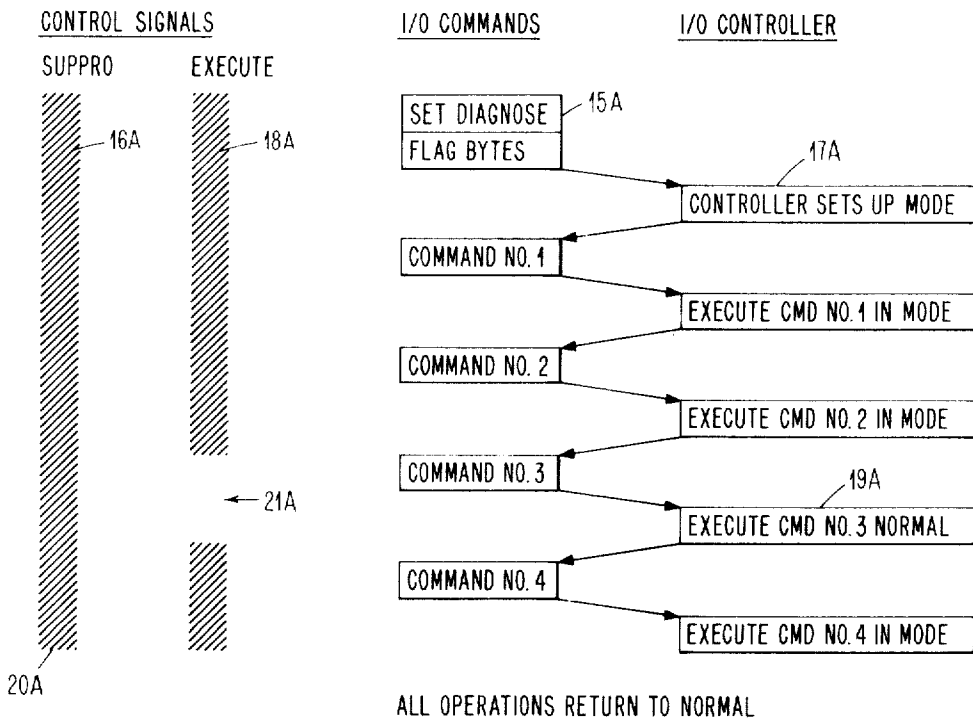 CONTROL SIGNALS
I/O COMMANDS
I/O CONTROLLER
SUPPRO
EXECUTE
SET DIAGNOSE
FLAG BYTES
15A
16A
18A
17A
CONTROLLER SETS UP MODE
COMMAND NO. 1
EXECUTE CMD NO. 1 IN MODE
COMMAND NO. 2
EXECUTE CMD NO. 2 IN MODE
COMMAND NO. 3
21A
19A
EXECUTE CMD NO. 3 NORMAL
COMMAND NO. 4
EXECUTE CMD NO. 4 IN MODE
20A
ALL OPERATIONS RETURN TO NORMAL